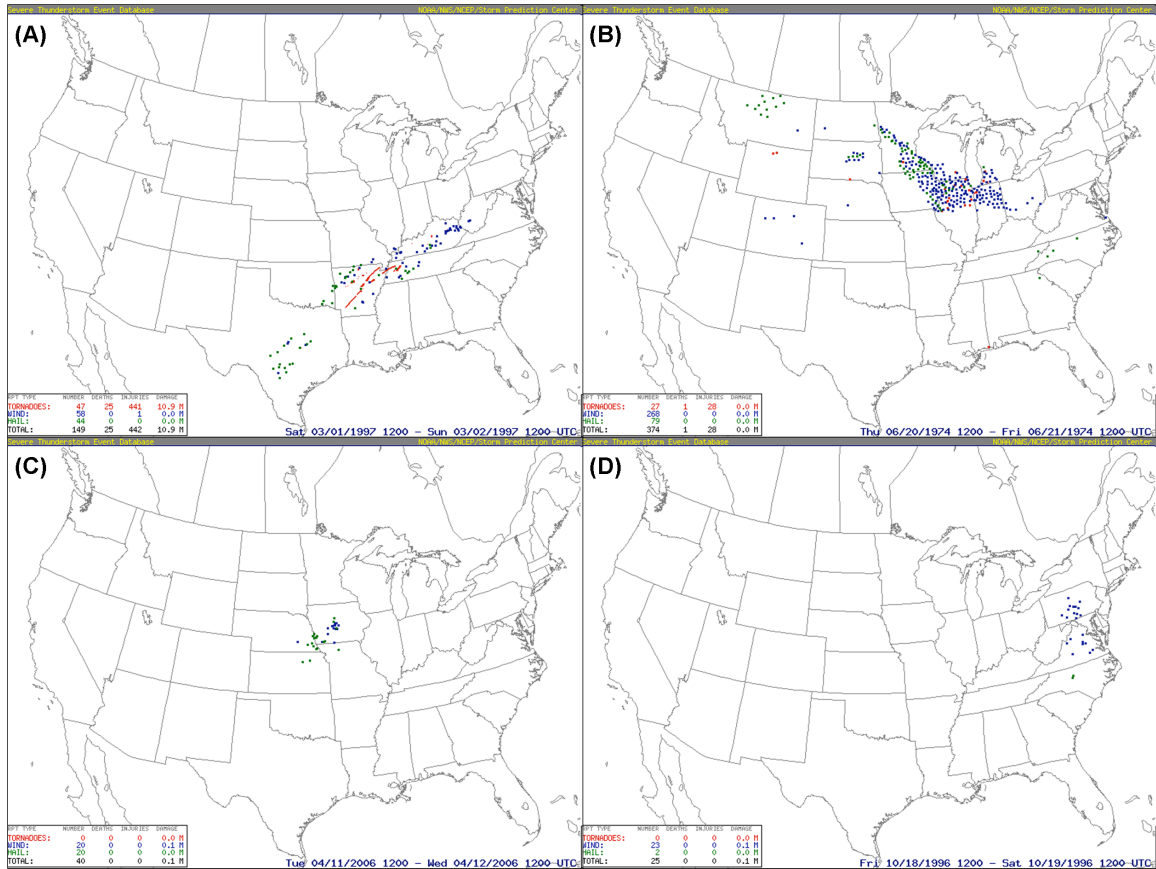 Severe Thunderstorm Event Database NOAA/NWS/NCEP/Storm Prediction Center
(A)
RPT TYPE NUMBER DEATHS INJURIES DAMAGE
TORNADOES: 47 25 441 10.9 M
WIND: 58 0 1 0.0 M
HAIL: 44 0 0 0.0 M
TOTAL: 149 25 442 10.9 M
Sat 03/01/1997 1200 - Sun 03/02/1997 1200 UTC
Severe Thunderstorm Event Database NOAA/NWS/NCEP/Storm Prediction Center
(B)
RPT TYPE NUMBER DEATHS INJURIES DAMAGE
TORNADOES: 27 1 28 0.0 M
WIND: 268 0 0 0.0 M
HAIL: 79 0 0 0.0 M
TOTAL: 374 1 28 0.0 M
Thu 06/20/1974 1200 - Fri 06/21/1974 1200 UTC
Severe Thunderstorm Event Database NOAA/NWS/NCEP/Storm Prediction Center
(C)
RPT TYPE NUMBER DEATHS INJURIES DAMAGE
TORNADOES: 0 0 0 0.0 M
WIND: 20 0 0 0.1 M
HAIL: 20 0 0 0.0 M
TOTAL: 40 0 0 0.1 M
Tue 04/11/2006 1200 - Wed 04/12/2006 1200 UTC
Severe Thunderstorm Event Database NOAA/NWS/NCEP/Storm Prediction Center
(D)
RPT TYPE NUMBER DEATHS INJURIES DAMAGE
TORNADOES: 0 0 0 0.0 M
WIND: 23 0 0 0.1 M
HAIL: 2 0 0 0.0 M
TOTAL: 25 0 0 0.1 M
Fri 10/18/1996 1200 - Sat 10/19/1996 1200 UTC